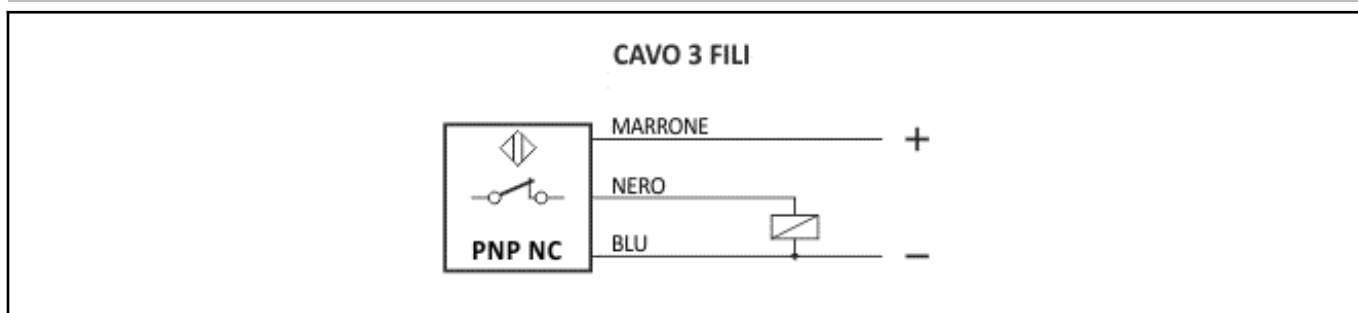 CAVO 3 FILI
MARRONE
+
NERO
BLU
PNP NC
−